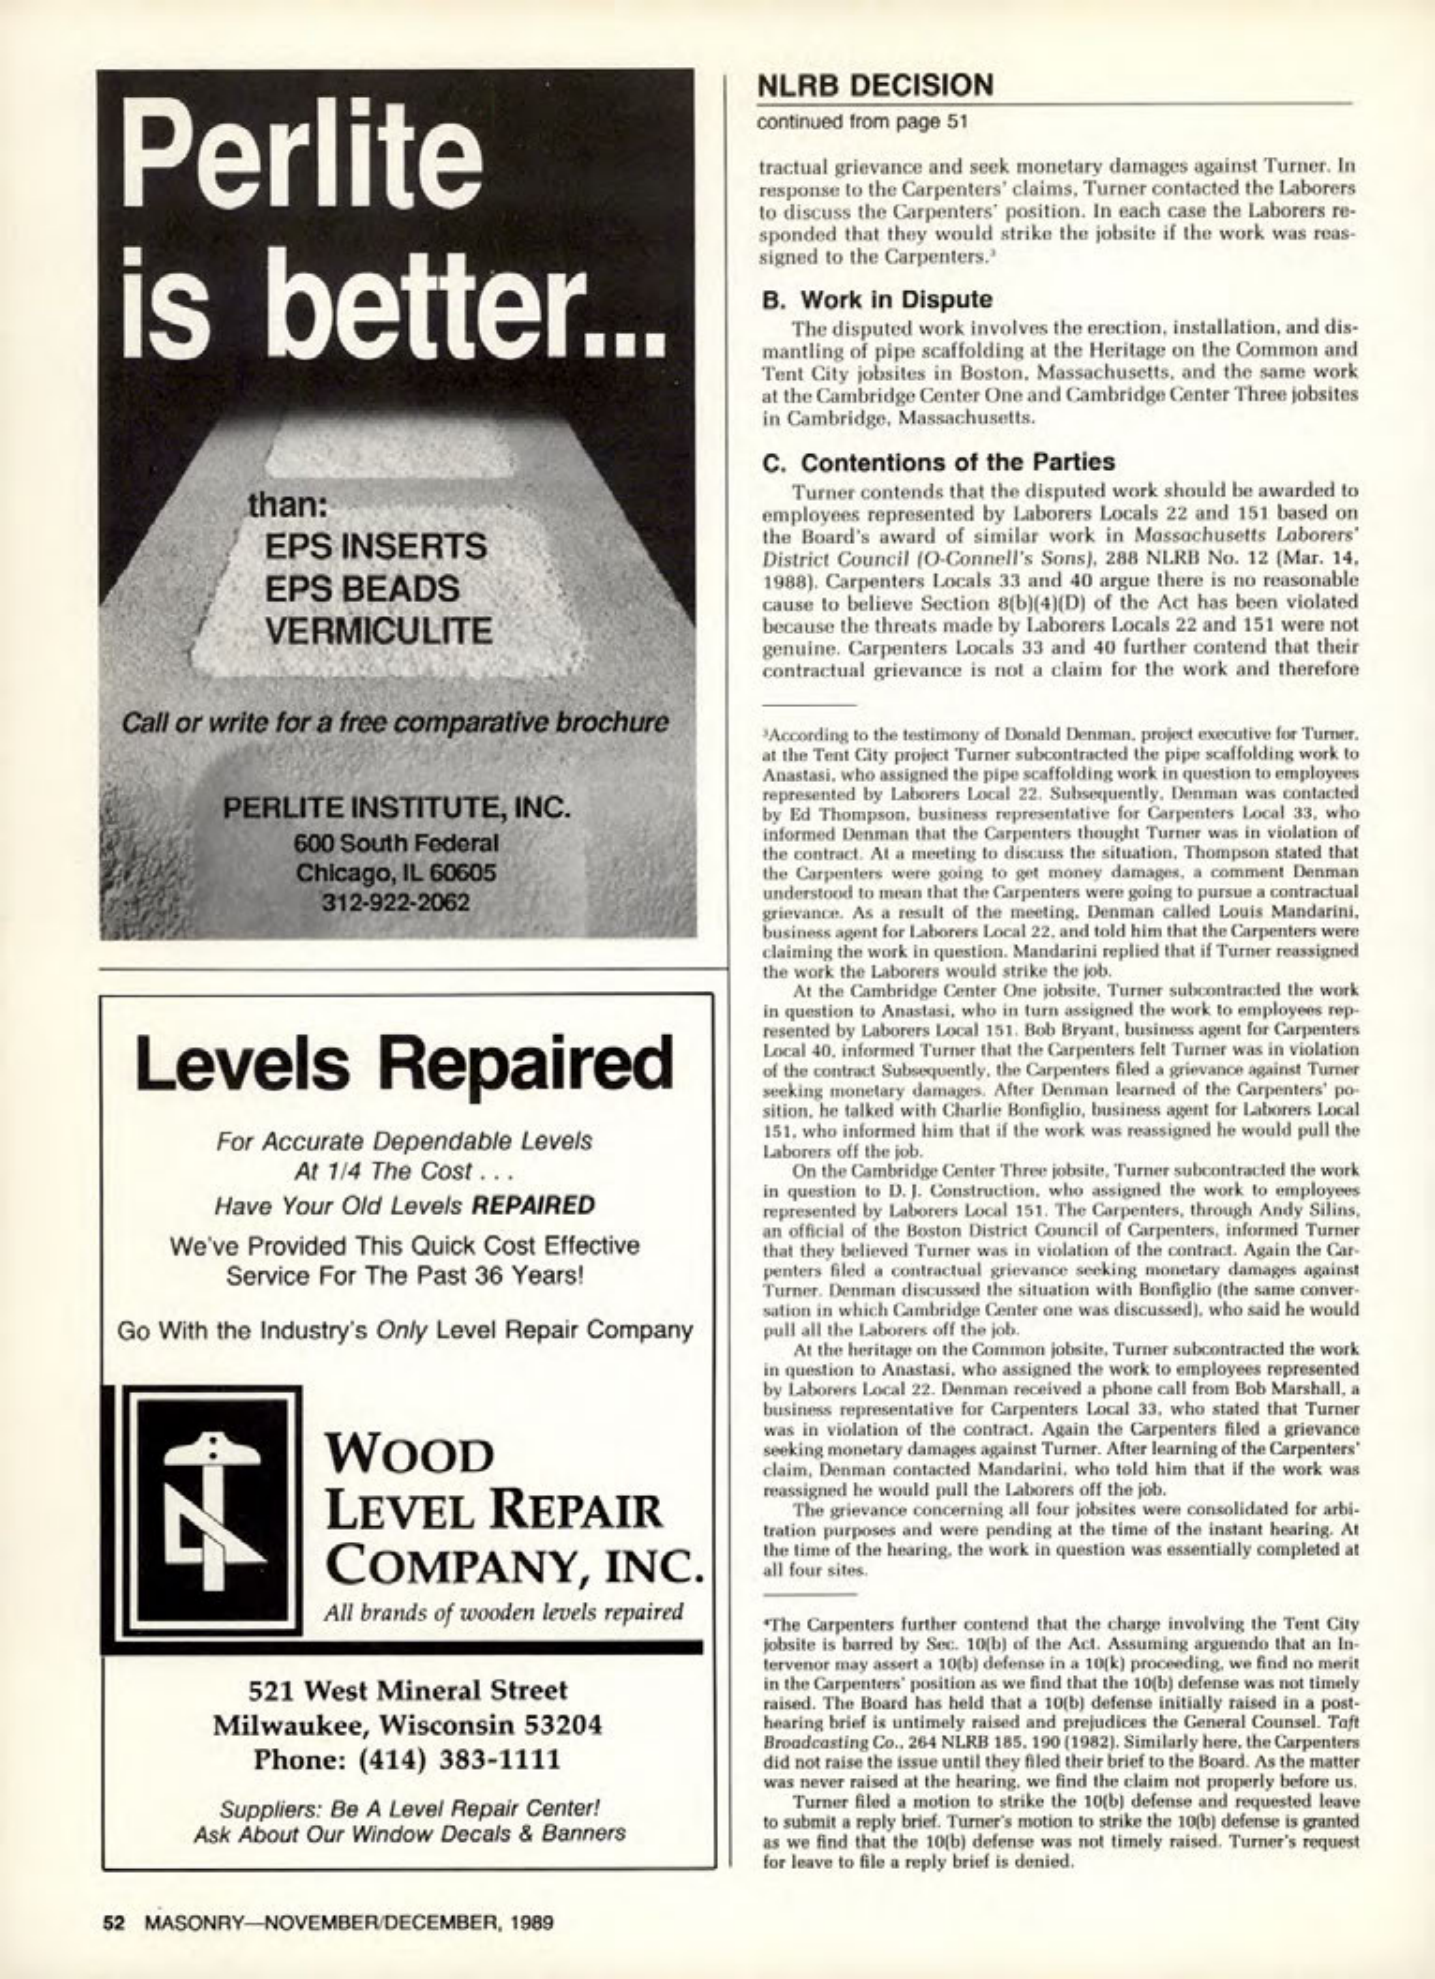 Perlite
is better...
than:
EPS INSERTS
EPS BEADS
VERMICULITE
Call or write for a free comparative brochure
PERLITE INSTITUTE, INC.
600 South Federal
Chicago, IL 60605
312-922-2062
Levels Repaired
For Accurate Dependable Levels
At 1/4 The Cost . . .
Have Your Old Levels REPAIRED
We've Provided This Quick Cost Effective
Service For The Past 36 Years!
Go With the Industry's Only Level Repair Company
WOOD
LEVEL REPAIR
COMPANY, INC.
All brands of wooden levels repaired
521 West Mineral Street
Milwaukee, Wisconsin 53204
Phone: (414) 383-1111
Suppliers: Be A Level Repair Center!
Ask About Our Window Decals & Banners
NLRB DECISION
continued from page 51
tractual grievance and seek monetary damages against Turner. In
response to the Carpenters' claims, Turner contacted the Laborers
to discuss the Carpenters' position. In each case the Laborers re-
sponded that they would strike the jobsite if the work was reas-
signed to the Carpenters.³
B. Work in Dispute
The disputed work involves the erection, installation, and dis-
mantling of pipe scaffolding at the Heritage on the Common and
Tent City jobsites in Boston, Massachusetts, and the same work
at the Cambridge Center One and Cambridge Center Three jobsites
in Cambridge, Massachusetts.
C. Contentions of the Parties
Turner contends that the disputed work should be awarded to
employees represented by Laborers Locals 22 and 151 based on
the Board's award of similar work in Massachusetts Laborers'
District Council (O-Connell's Sons), 288 NLRB No. 12 (Mar. 14,
1988). Carpenters Locals 33 and 40 argue there is no reasonable
cause to believe Section 8(b)(4)(D) of the Act has been violated
because the threats made by Laborers Locals 22 and 151 were not
genuine. Carpenters Locals 33 and 40 further contend that their
contractual grievance is not a claim for the work and therefore
³According to the testimony of Donald Denman, project executive for Turner,
at the Tent City project Turner subcontracted the pipe scaffolding work to
Anastasi, who assigned the pipe scaffolding work in question to employees
represented by Laborers Local 22. Subsequently, Denman was contacted
by Ed Thompson, business representative for Carpenters Local 33, who
informed Denman that the Carpenters thought Turner was in violation of
the contract. At a meeting to discuss the situation, Thompson stated that
the Carpenters were going to get money damages, a comment Denman
understood to mean that the Carpenters were going to pursue a contractual
grievance. As a result of the meeting, Denman called Louis Mandarini,
business agent for Laborers Local 22, and told him that the Carpenters were
claiming the work in question. Mandarini replied that if Turner reassigned
the work the Laborers would strike the job.
At the Cambridge Center One jobsite, Turner subcontracted the work
in question to Anastasi, who in turn assigned the work to employees rep-
resented by Laborers Local 151. Bob Bryant, business agent for Carpenters
Local 40, informed Turner that the Carpenters felt Turner was in violation
of the contract Subsequently, the Carpenters filed a grievance against Turner
seeking monetary damages. After Denman learned of the Carpenters' po-
sition, he talked with Charlie Bonfiglio, business agent for Laborers Local
151, who informed him that if the work was reassigned he would pull the
Laborers off the job.
On the Cambridge Center Three jobsite, Turner subcontracted the work
in question to D. J. Construction, who assigned the work to employees
represented by Laborers Local 151. The Carpenters, through Andy Silins,
an official of the Boston District Council of Carpenters, informed Turner
that they believed Turner was in violation of the contract. Again the Car-
penters filed a contractual grievance seeking monetary damages against
Turner. Denman discussed the situation with Bonfiglio (the same conver-
sation in which Cambridge Center one was discussed), who said he would
pull all the Laborers off the job.
At the heritage on the Common jobsite, Turner subcontracted the work
in question to Anastasi, who assigned the work to employees represented
by Laborers Local 22. Denman received a phone call from Bob Marshall, a
business representative for Carpenters Local 33, who stated that Turner
was in violation of the contract. Again the Carpenters filed a grievance
seeking monetary damages against Turner. After learning of the Carpenters'
claim, Denman contacted Mandarini, who told him that if the work was
reassigned he would pull the Laborers off the job.
The grievance concerning all four jobsites were consolidated for arbi-
tration purposes and were pending at the time of the instant hearing. At
the time of the hearing, the work in question was essentially completed at
all four sites.
⁴The Carpenters further contend that the charge involving the Tent City
jobsite is barred by Sec. 10(b) of the Act. Assuming arguendo that an In-
tervenor may assert a 10(b) defense in a 10(k) proceeding, we find no merit
in the Carpenters' position as we find that the 10(b) defense was not timely
raised. The Board has held that a 10(b) defense initially raised in a post-
hearing brief is untimely raised and prejudices the General Counsel. Taft
Broadcasting Co., 264 NLRB 185, 190 (1982). Similarly here, the Carpenters
did not raise the issue until they filed their brief to the Board. As the matter
was never raised at the hearing, we find the claim not properly before us.
Turner filed a motion to strike the 10(b) defense and requested leave
to submit a reply brief. Turner's motion to strike the 10(b) defense is granted
as we find that the 10(b) defense was not timely raised. Turner's request
for leave to file a reply brief is denied.
52 MASONRY—NOVEMBER/DECEMBER, 1989